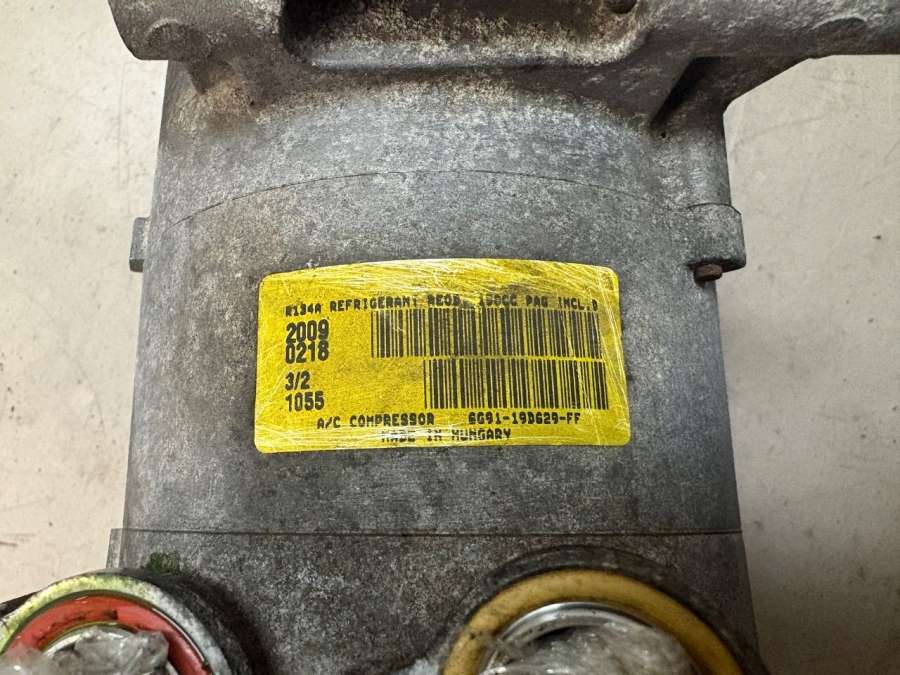 R134A REFRIGERANT REQD. 150CC PAG INCL.D
2009
0218
3/2
1055
A/C COMPRESSOR 6G91-19D629-FF
MADE IN HUNGARY